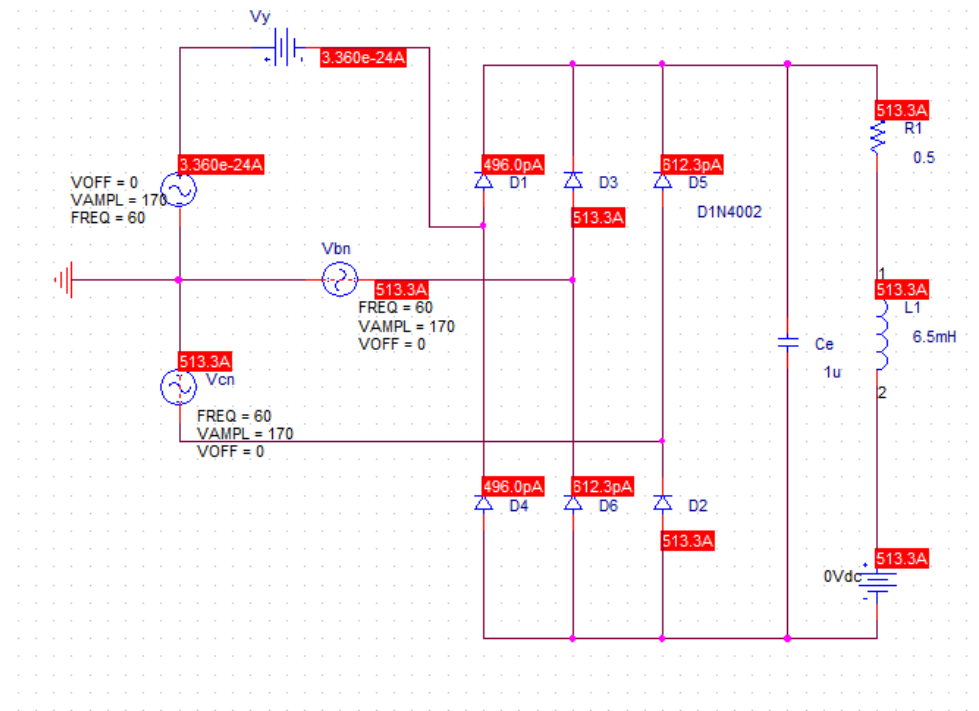 Vy
3.360e-24A
3.360e-24A
VOFF = 0
VAMPL = 170
FREQ = 60
496.0pA
D1
D3
513.3A
612.3pA
D5
D1N4002
513.3A
R1
0.5
Vbn
513.3A
FREQ = 60
VAMPL = 170
VOFF = 0
1
513.3A
L1
6.5mH
2
Ce
1u
513.3A
Vcn
FREQ = 60
VAMPL = 170
VOFF = 0
496.0pA
D4
612.3pA
D6
D2
513.3A
513.3A
0Vdc